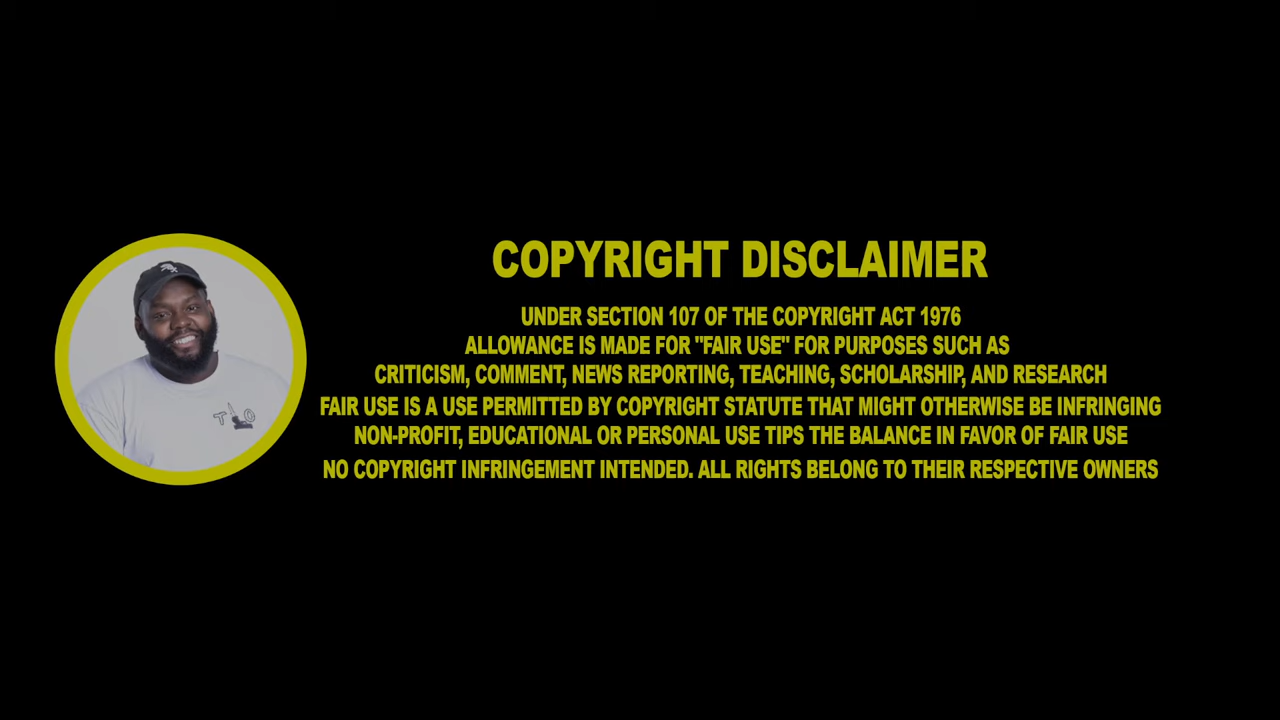 COPYRIGHT DISCLAIMER
UNDER SECTION 107 OF THE COPYRIGHT ACT 1976
ALLOWANCE IS MADE FOR "FAIR USE" FOR PURPOSES SUCH AS
CRITICISM, COMMENT, NEWS REPORTING, TEACHING, SCHOLARSHIP, AND RESEARCH
FAIR USE IS A USE PERMITTED BY COPYRIGHT STATUTE THAT MIGHT OTHERWISE BE INFRINGING
NON-PROFIT, EDUCATIONAL OR PERSONAL USE TIPS THE BALANCE IN FAVOR OF FAIR USE
NO COPYRIGHT INFRINGEMENT INTENDED. ALL RIGHTS BELONG TO THEIR RESPECTIVE OWNERS